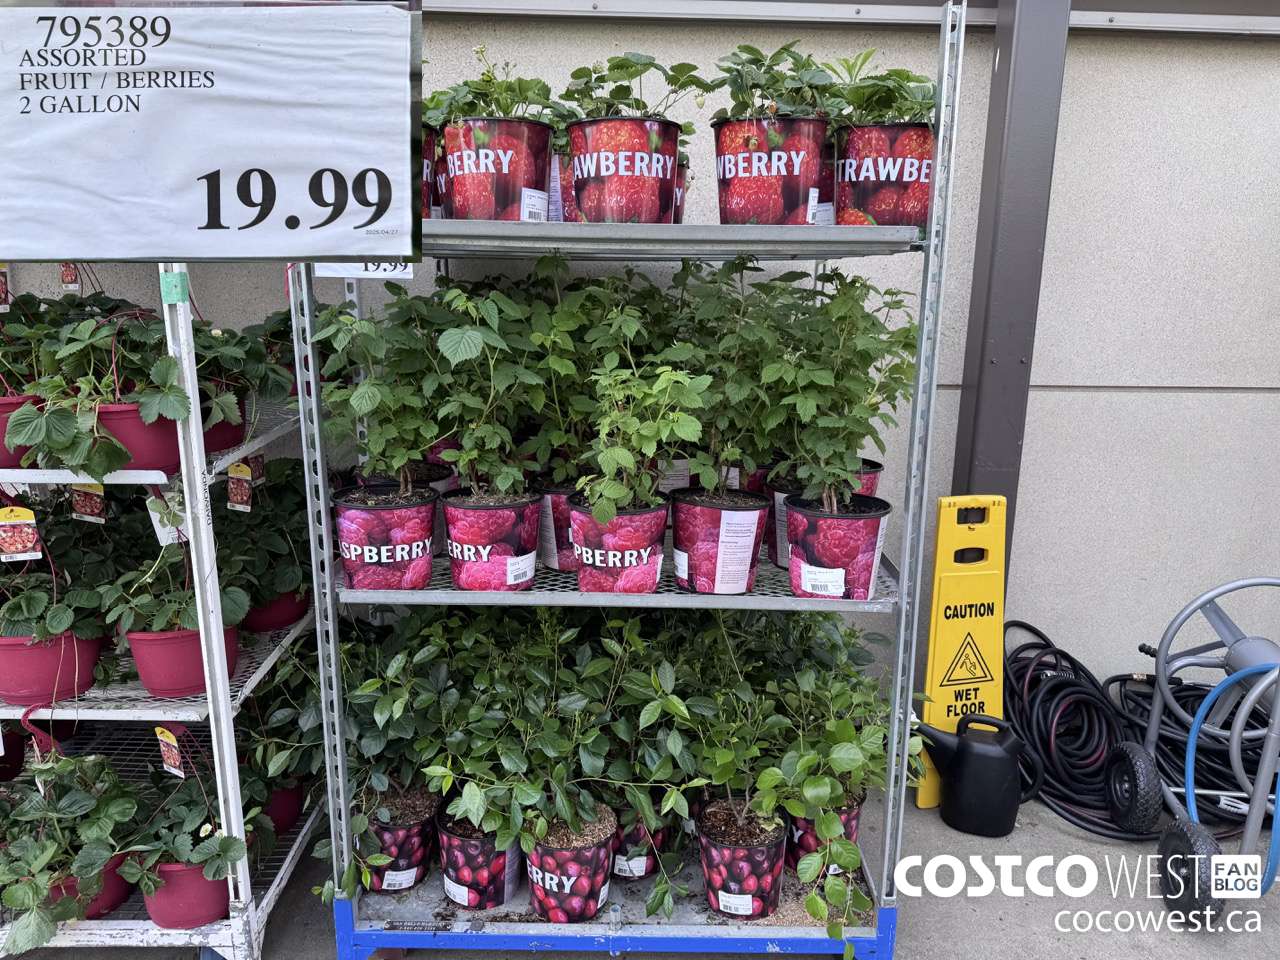 795389
ASSORTED
FRUIT / BERRIES
2 GALLON
19.99
2025/04/27
19.99
BERRY
AWBERRY
WBERRY
TRAWBE
SPBERRY
ERRY
PBERRY
ERRY
CAUTION
WET
FLOOR
COSTCO WEST FAN BLOG
cocowest.ca